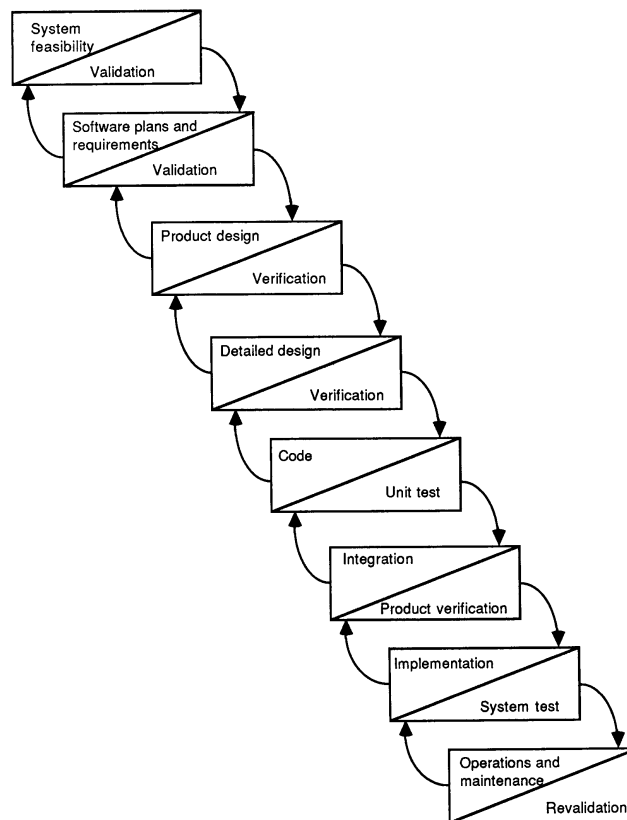 System
feasibility
Validation
Software plans and
requirements
Validation
Product design
Verification
Detailed design
Verification
Code
Unit test
Integration
Product verification
Implementation
System test
Operations and
maintenance
Revalidation